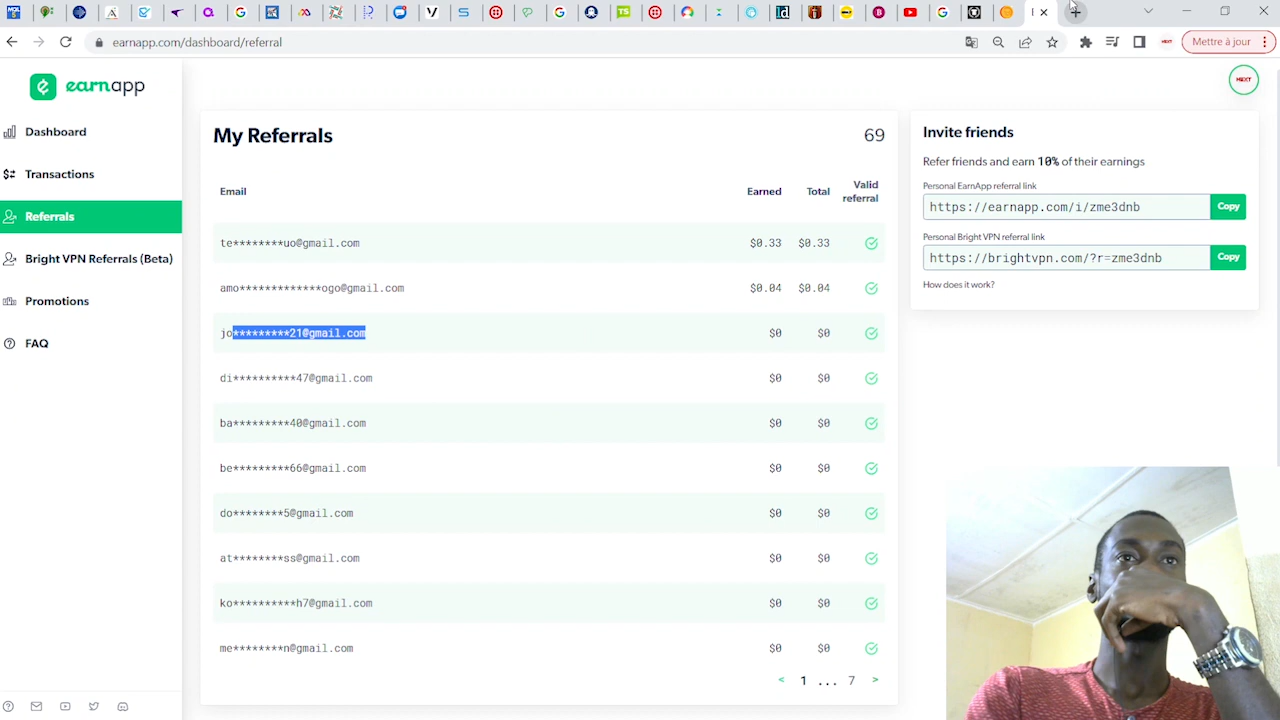 earnapp.com/dashboard/referral
Mettre à jour
earnapp
NEXT
Dashboard
Transactions
Referrals
Bright VPN Referrals (Beta)
Promotions
FAQ
My Referrals
69
Email Earned Total Valid referral
te********uo@gmail.com $0.33 $0.33
amo*************ogo@gmail.com $0.04 $0.04
jo*********21@gmail.com $0 $0
di**********47@gmail.com $0 $0
ba*********40@gmail.com $0 $0
be*********66@gmail.com $0 $0
do********5@gmail.com $0 $0
at********ss@gmail.com $0 $0
ko**********h7@gmail.com $0 $0
me********n@gmail.com $0 $0
< 1 ... 7 >
Invite friends
Refer friends and earn 10% of their earnings
Personal EarnApp referral link
https://earnapp.com/i/zme3dnb Copy
Personal Bright VPN referral link
https://brightvpn.com/?r=zme3dnb Copy
How does it work?